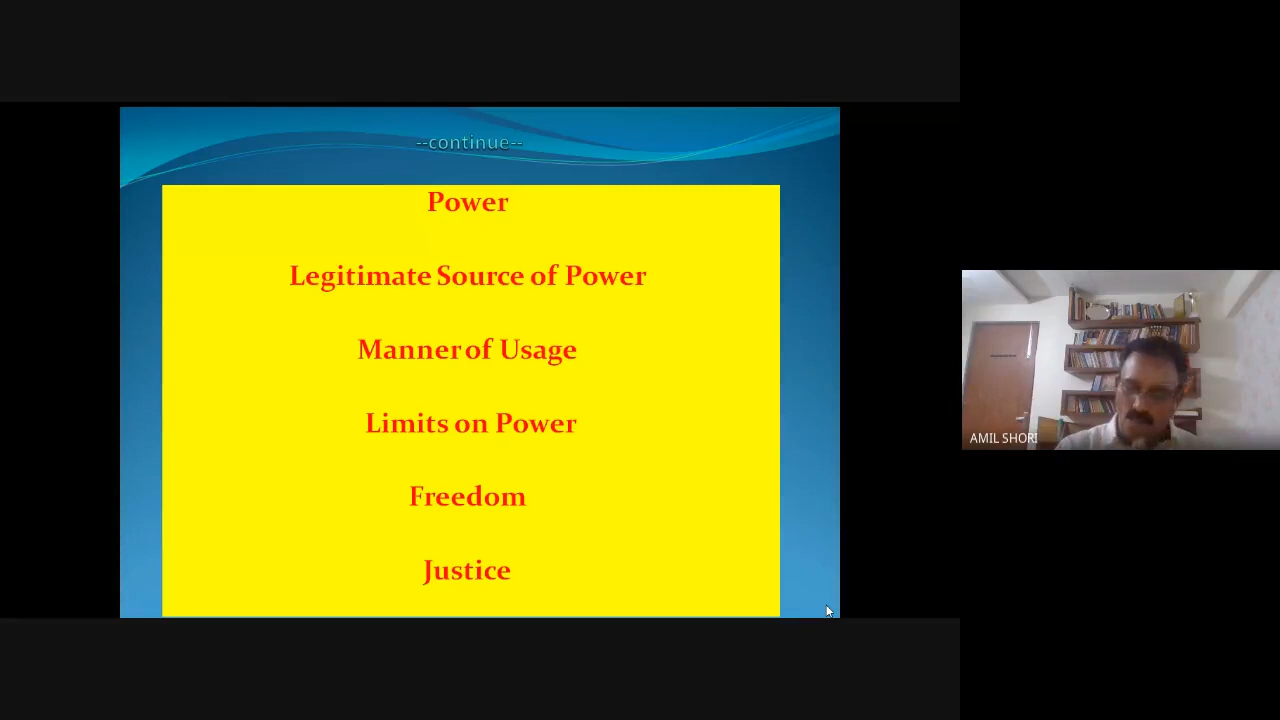 --continue--
Power
Legitimate Source of Power
Manner of Usage
Limits on Power
Freedom
Justice
AMIL SHORI